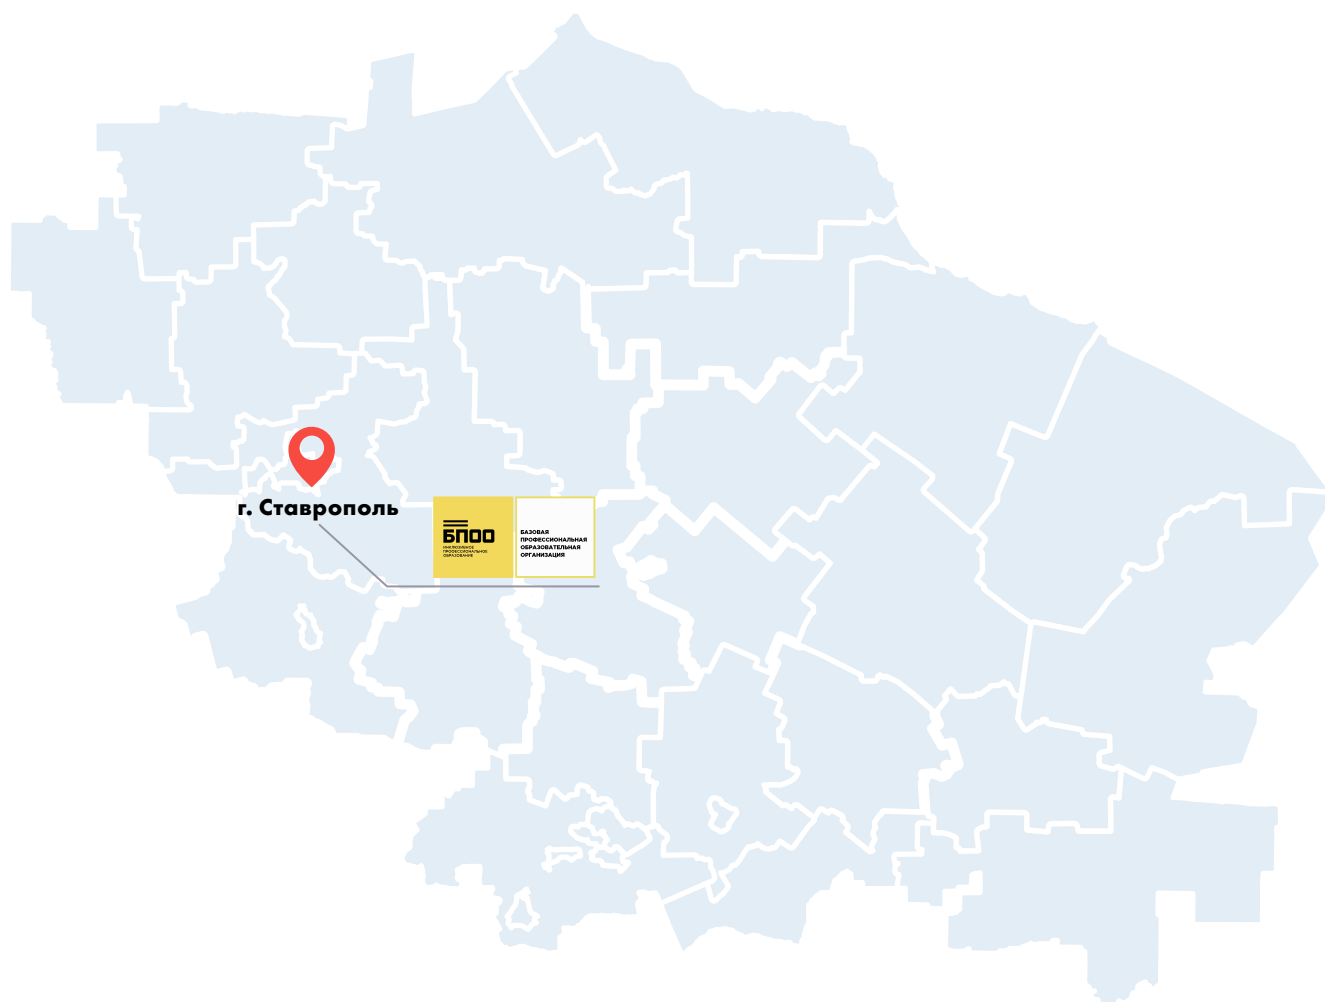 г. Ставрополь
БПОО
ИНКЛЮЗИВНОЕ
ПРОФЕССИОНАЛЬНОЕ
ОБРАЗОВАНИЕ
БАЗОВАЯ
ПРОФЕССИОНАЛЬНАЯ
ОБРАЗОВАТЕЛЬНАЯ
ОРГАНИЗАЦИЯ